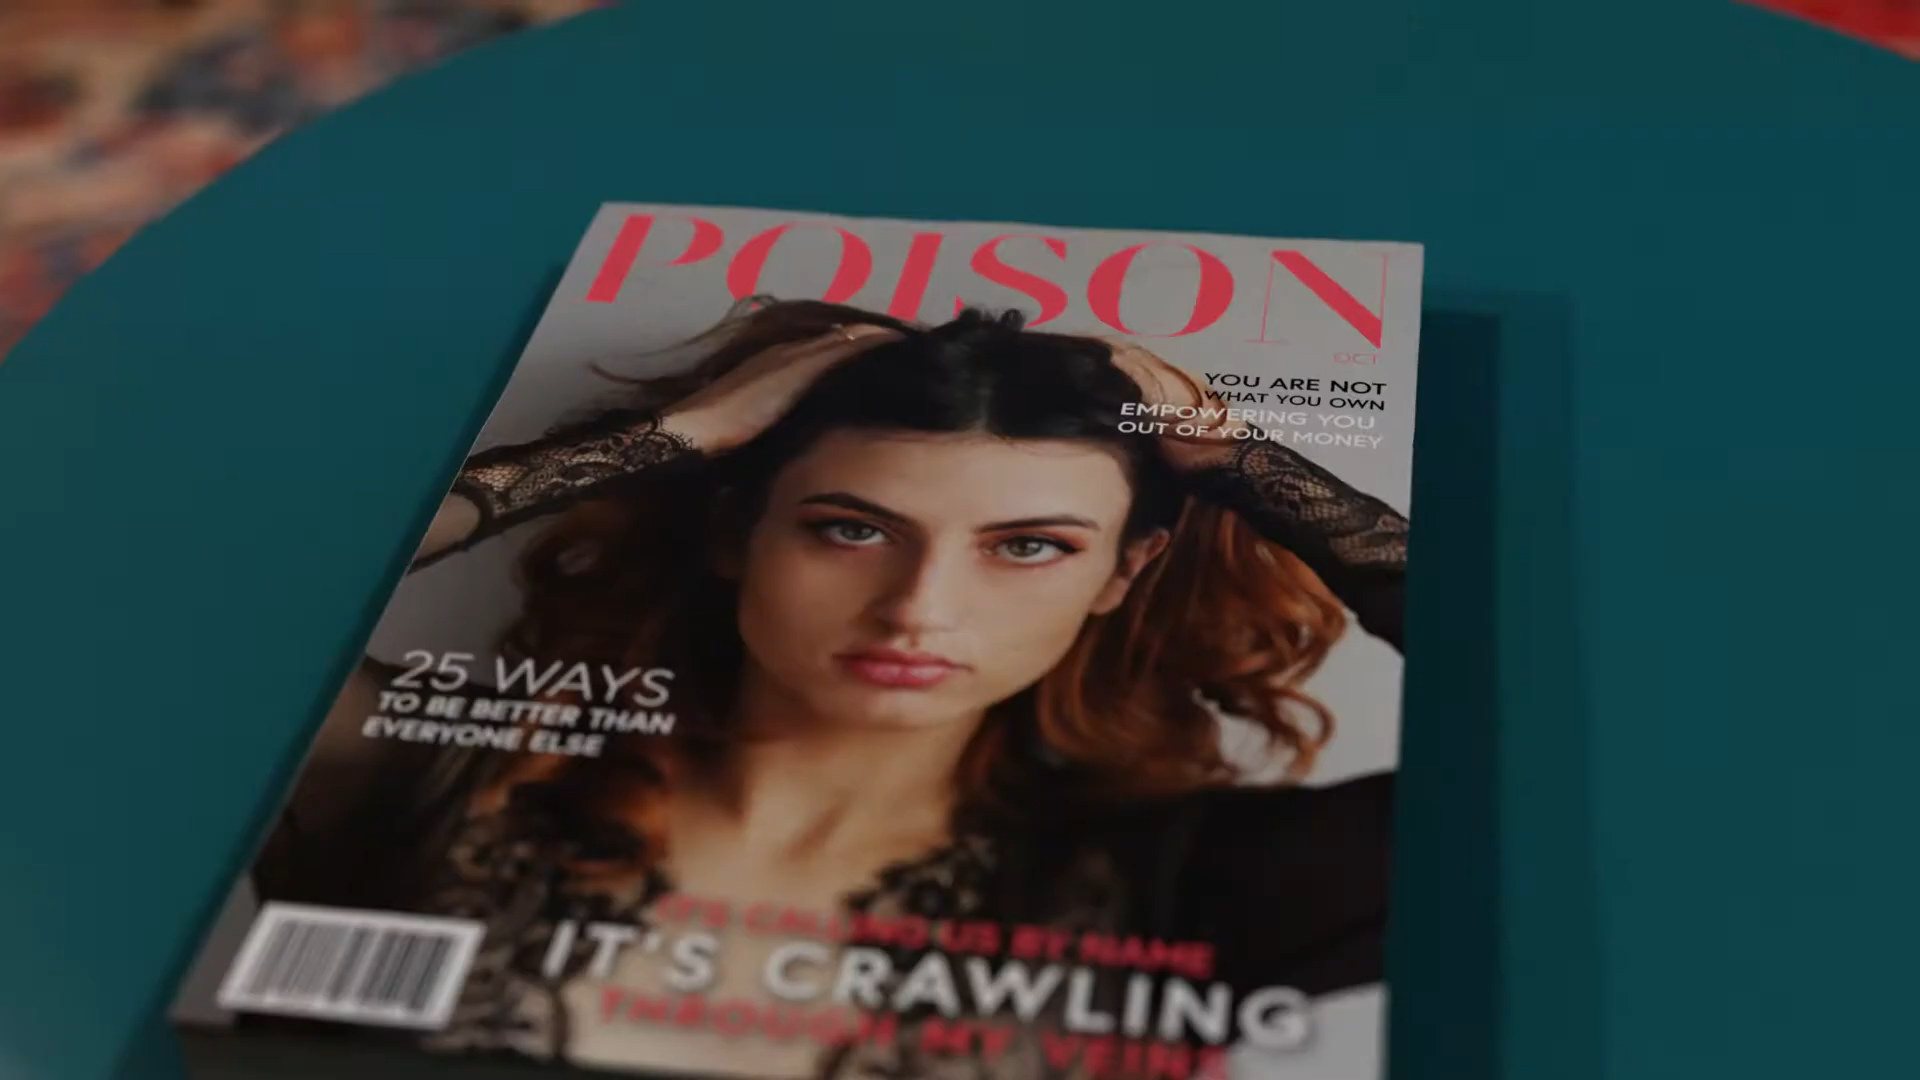 POISON
OCT
YOU ARE NOT
WHAT YOU OWN
EMPOWERING YOU
OUT OF YOUR MONEY
25 WAYS
TO BE BETTER THAN
EVERYONE ELSE
IT'S CALLING US BY NAME
IT'S CRAWLING
THROUGH MY VEINS